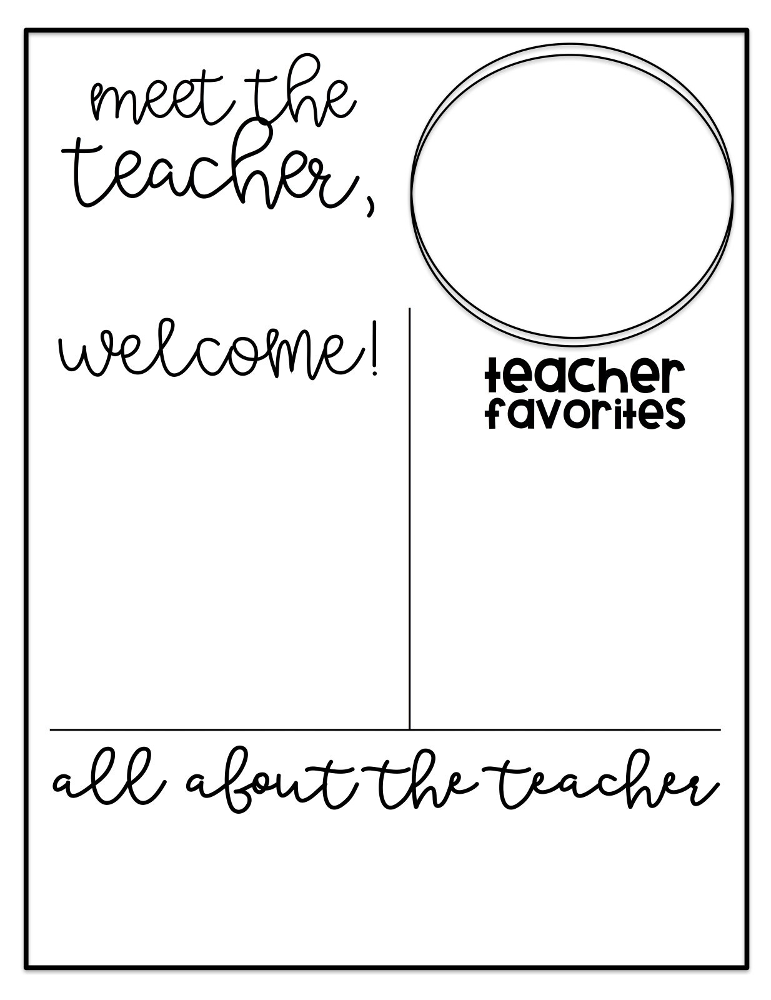 meet the
teacher,
welcome!
teacher
favorites
all about the teacher